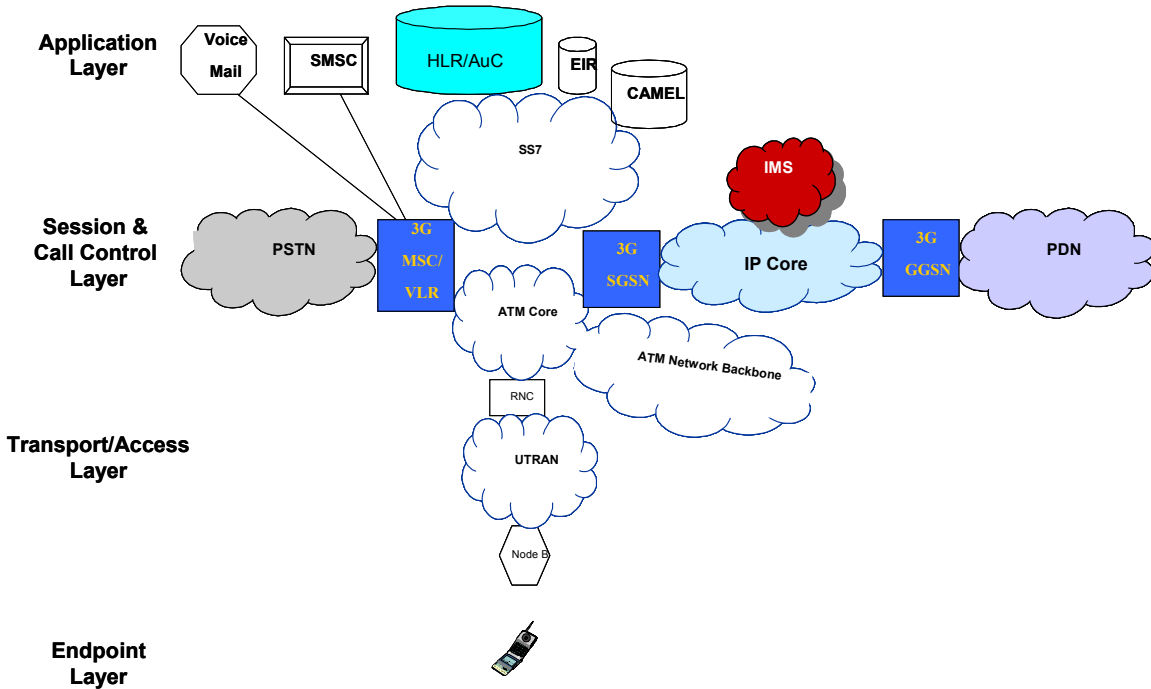 Application
Layer
Voice
Mail
SMSC
HLR/AuC
EIR
CAMEL
SS7
IMS
Session &
Call Control
Layer
PSTN
3G
MSC/
VLR
3G
SGSN
IP Core
3G
GGSN
PDN
ATM Core
ATM Network Backbone
RNC
Transport/Access
Layer
UTRAN
Node B
Endpoint
Layer